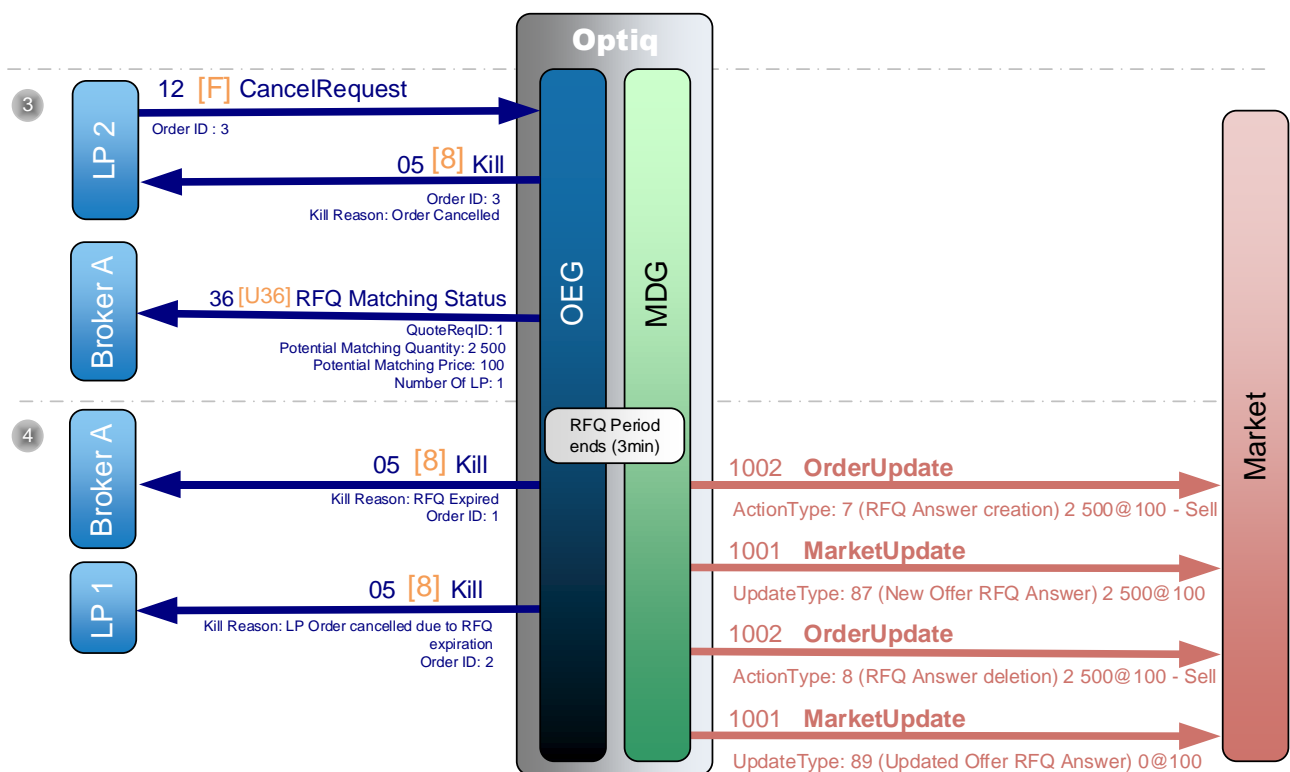 Optiq
3
LP 2
12 [F] CancelRequest
Order ID : 3
05 [8] Kill
Order ID: 3
Kill Reason: Order Cancelled
Broker A
36 [U36] RFQ Matching Status
QuoteReqID: 1
Potential Matching Quantity: 2 500
Potential Matching Price: 100
Number Of LP: 1
OEG
MDG
Market
4
RFQ Period
ends (3min)
Broker A
05 [8] Kill
Kill Reason: RFQ Expired
Order ID: 1
LP 1
05 [8] Kill
Kill Reason: LP Order cancelled due to RFQ
expiration
Order ID: 2
1002 OrderUpdate
ActionType: 7 (RFQ Answer creation) 2 500@100 - Sell
1001 MarketUpdate
UpdateType: 87 (New Offer RFQ Answer) 2 500@100
1002 OrderUpdate
ActionType: 8 (RFQ Answer deletion) 2 500@100 - Sell
1001 MarketUpdate
UpdateType: 89 (Updated Offer RFQ Answer) 0@100